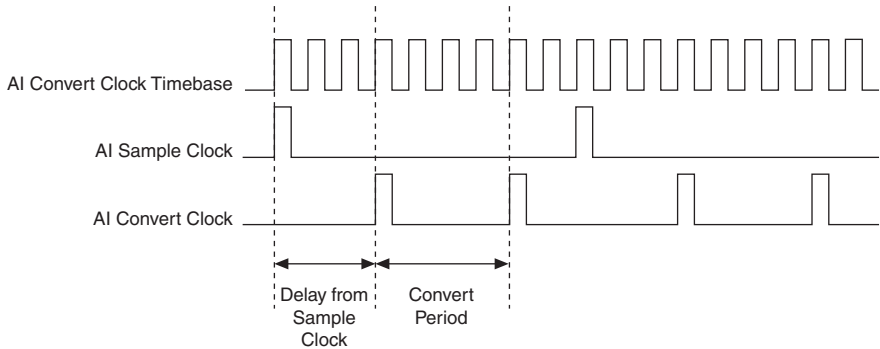 AI Convert Clock Timebase
AI Sample Clock
AI Convert Clock
Delay from
Sample
Clock
Convert
Period